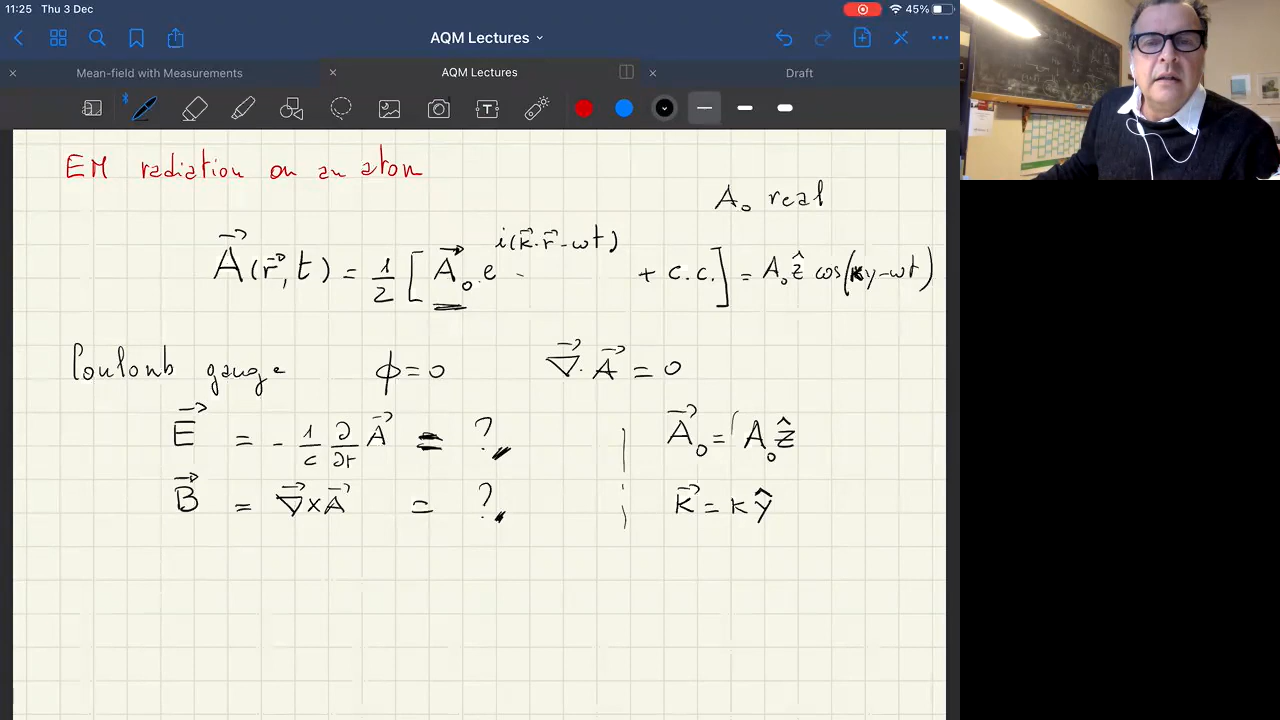 11:25 Thu 3 Dec 45%
AQM Lectures
Mean-field with Measurements AQM Lectures Draft
EM radiation on an atom
A₀ real
A⃗(r⃗,t) = 1/2 [A⃗₀ e^{i(k⃗·r⃗-ωt)} + c.c.] = A₀ ẑ cos(ky-ωt)
Coulomb gauge ϕ=0 ∇⃗·A⃗ = 0
E⃗ = - 1/c ∂/∂t A⃗ = ? A⃗₀ = A₀ ẑ
B⃗ = ∇⃗×A⃗ = ? k⃗ = k ŷ